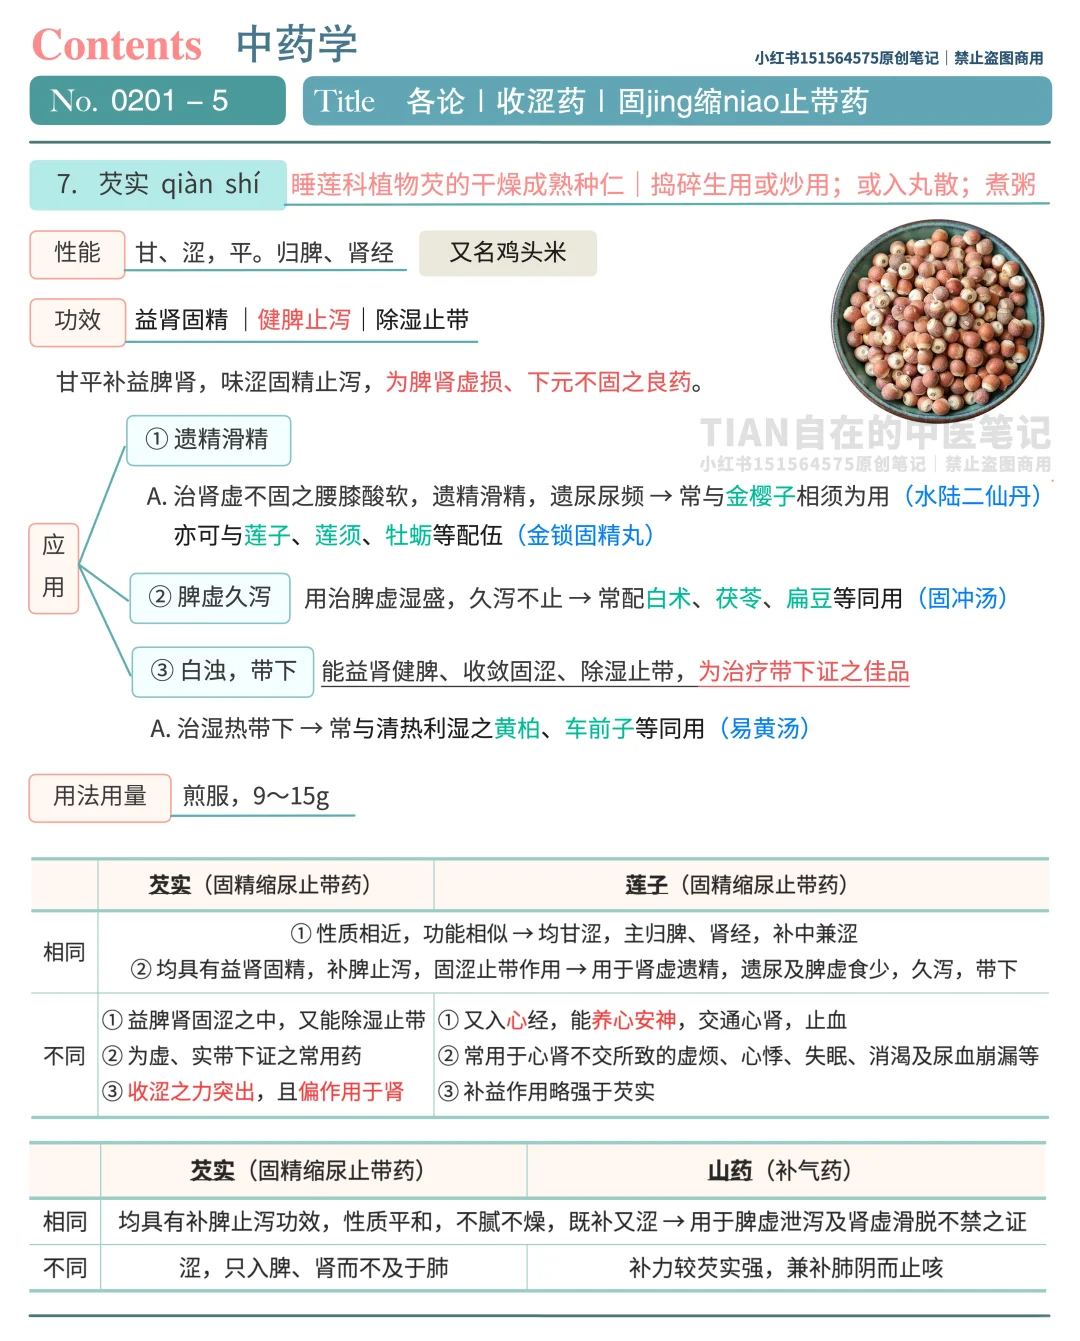 Contents 中药学
小红书151564575原创笔记｜禁止盗图商用
No. 0201 – 5
Title 各论｜收涩药｜固jing缩niao止带药
7. 芡实 qiàn shí
睡莲科植物芡的干燥成熟种仁｜捣碎生用或炒用；或入丸散；煮粥
性能 甘、涩，平。归脾、肾经 又名鸡头米
功效 益肾固精｜健脾止泻｜除湿止带
甘平补益脾肾，味涩固精止泻，为脾肾虚损、下元不固之良药。
TIAN自在的中医笔记
小红书151564575原创笔记｜禁止盗图商用
应用
① 遗精滑精
A. 治肾虚不固之腰膝酸软，遗精滑精，遗尿尿频 → 常与金樱子相须为用（水陆二仙丹）
亦可与莲子、莲须、牡蛎等配伍（金锁固精丸）
② 脾虚久泻 用治脾虚湿盛，久泻不止 → 常配白术、茯苓、扁豆等同用（固冲汤）
③ 白浊，带下 能益肾健脾、收敛固涩、除湿止带，为治疗带下证之佳品
A. 治湿热带下 → 常与清热利湿之黄柏、车前子等同用（易黄汤）
用法用量 煎服，9～15g
芡实（固精缩尿止带药） 莲子（固精缩尿止带药）
相同
① 性质相近，功能相似 → 均甘涩，主归脾、肾经，补中兼涩
② 均具有益肾固精，补脾止泻，固涩止带作用 → 用于肾虚遗精，遗尿及脾虚食少，久泻，带下
不同
① 益脾肾固涩之中，又能除湿止带
② 为虚、实带下证之常用药
③ 收涩之力突出，且偏作用于肾
① 又入心经，能养心安神，交通心肾，止血
② 常用于心肾不交所致的虚烦、心悸、失眠、消渴及尿血崩漏等
③ 补益作用略强于芡实
芡实（固精缩尿止带药） 山药（补气药）
相同 均具有补脾止泻功效，性质平和，不腻不燥，既补又涩 → 用于脾虚泄泻及肾虚滑脱不禁之证
不同 涩，只入脾、肾而不及于肺 补力较芡实强，兼补肺阴而止咳